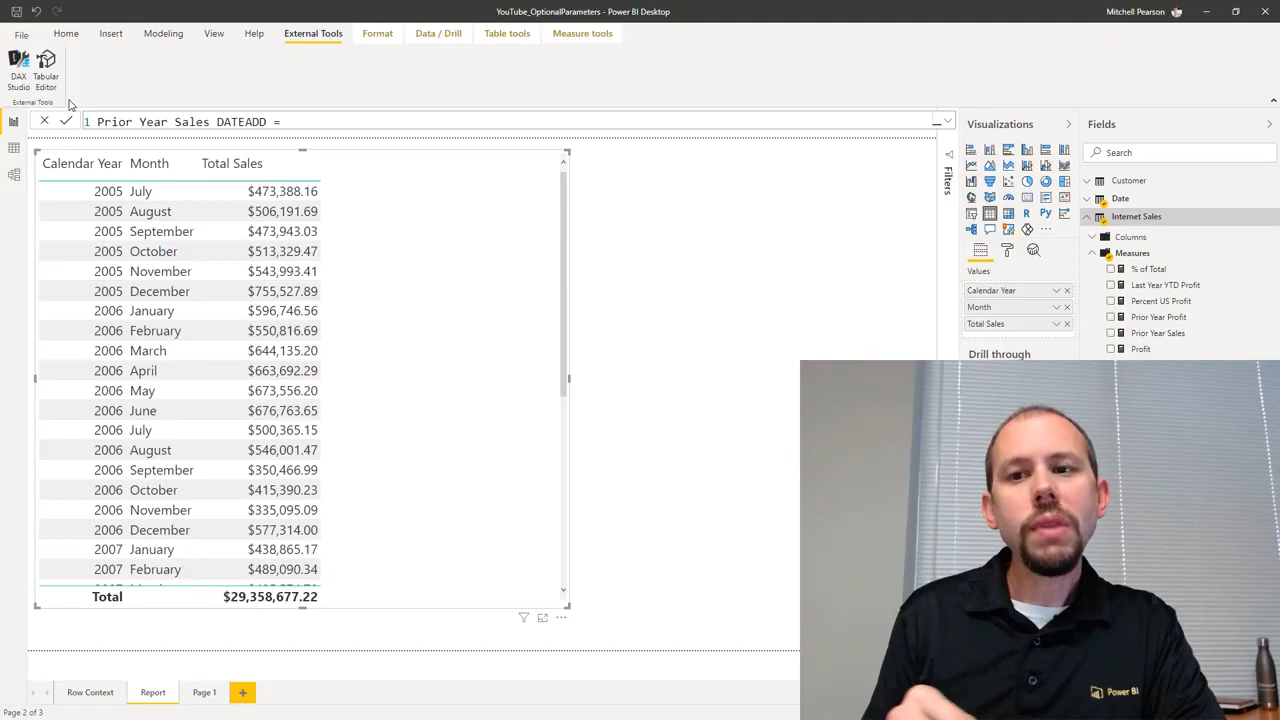 YouTube_OptionalParameters - Power BI Desktop
Mitchell Pearson
File Home Insert Modeling View Help External Tools Format Data / Drill Table tools Measure tools
DAX Studio
Tabular Editor
External Tools
1 Prior Year Sales DATEADD =
Calendar Year Month Total Sales
2005 July $473,388.16
2005 August $506,191.69
2005 September $473,943.03
2005 October $513,329.47
2005 November $543,993.41
2005 December $755,527.89
2006 January $596,746.56
2006 February $550,816.69
2006 March $644,135.20
2006 April $663,692.29
2006 May $673,556.20
2006 June $676,763.65
2006 July $500,365.15
2006 August $546,001.47
2006 September $350,466.99
2006 October $415,390.23
2006 November $335,095.09
2006 December $577,314.00
2007 January $438,865.17
2007 February $489,090.34
Total $29,358,677.22
Filters
Visualizations
R Py
Values
Calendar Year
Month
Total Sales
Drill through
Fields
Search
Customer
Date
Internet Sales
Columns
Measures
% of Total
Last Year YTD Profit
Percent US Profit
Prior Year Profit
Prior Year Sales
Profit
Power BI
Row Context Report Page 1
Page 2 of 3